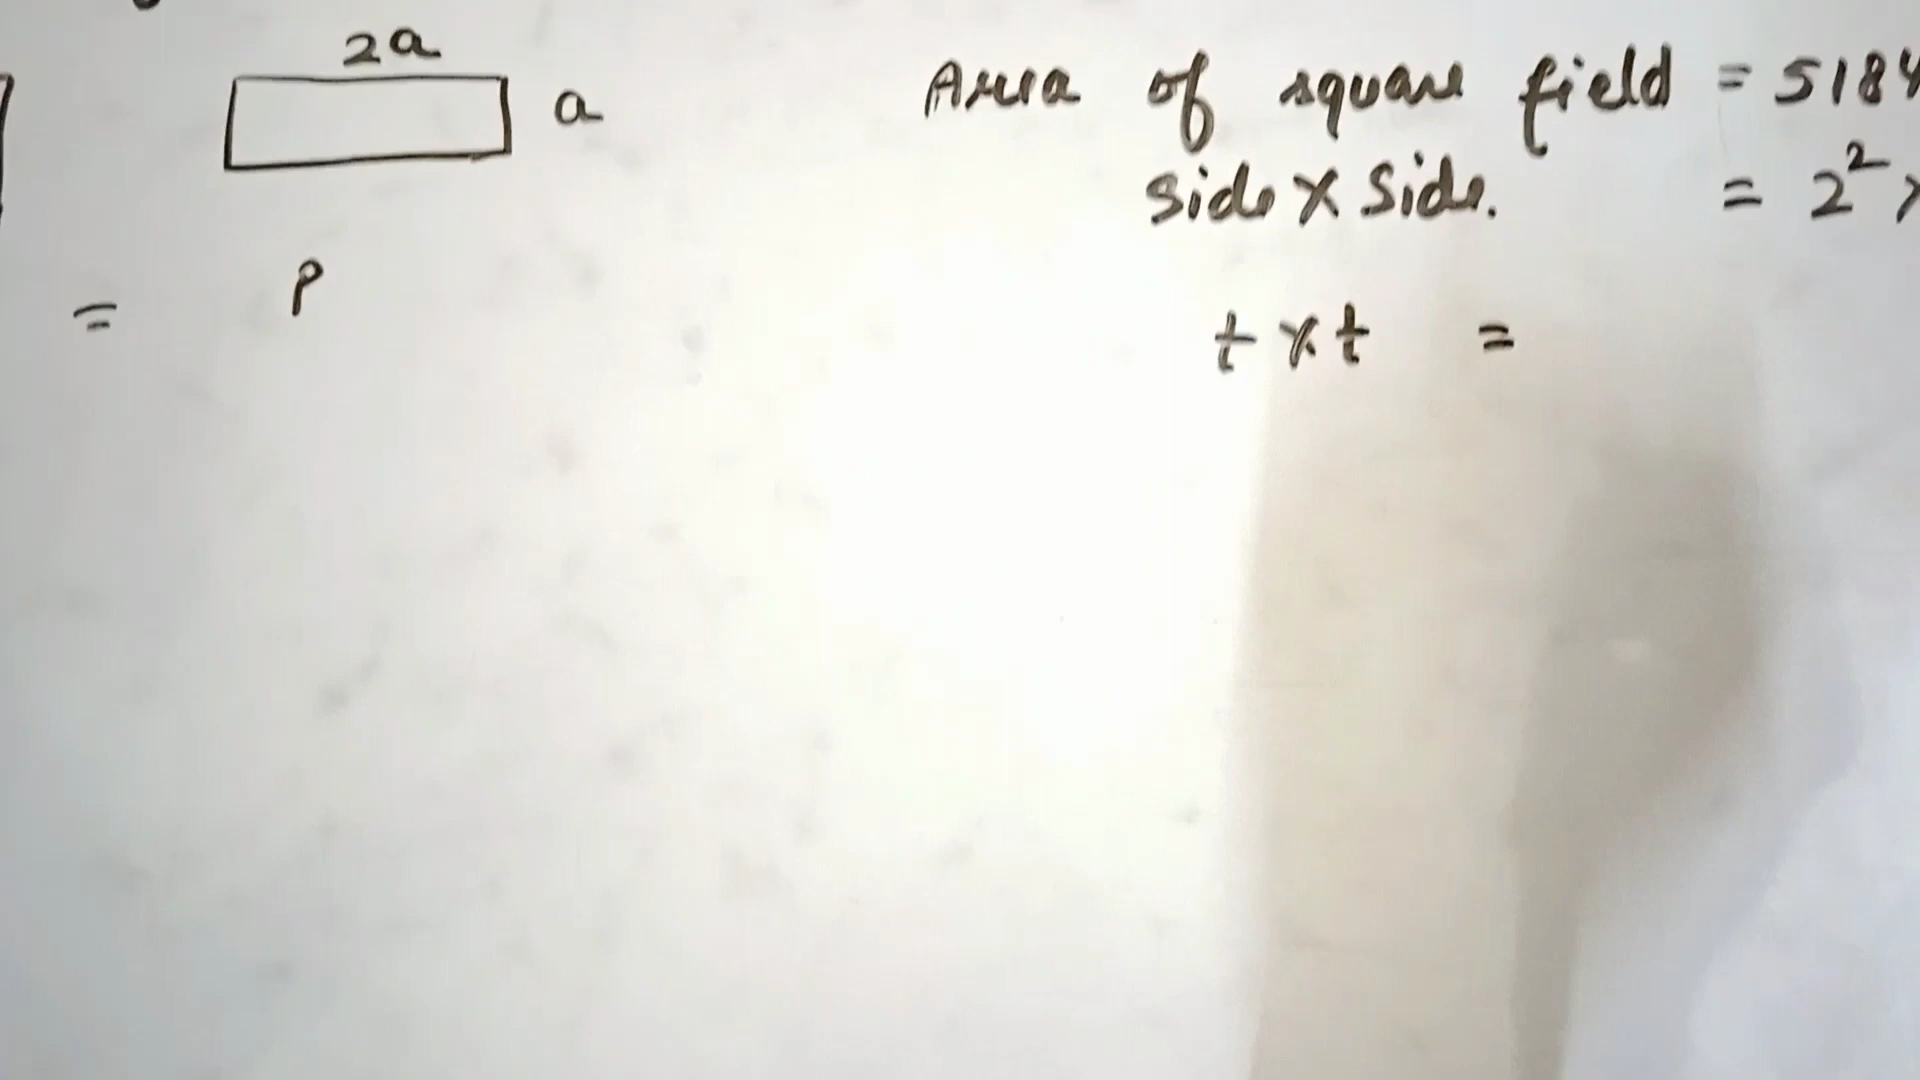 2a
a
Area of square field = 5184
side x side. = 2² x
= P
t x t =